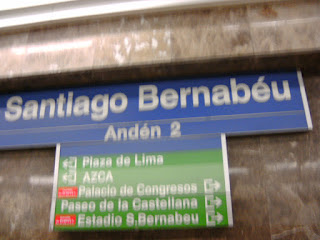 Santiago Bernabéu
Andén 2
Plaza de Lima
AZCA
Palacio de Congresos
Paseo de la Castellana
Estadio S.Bernabeu